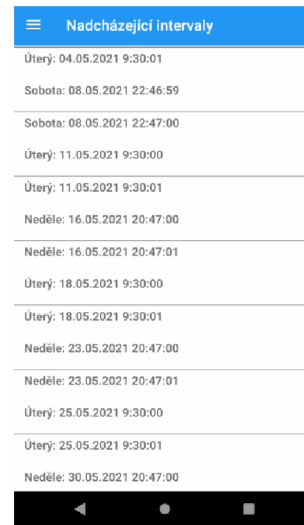 Nadcházející intervaly
Úterý: 04.05.2021 9:30:01
Sobota: 08.05.2021 22:46:59
Sobota: 08.05.2021 22:47:00
Úterý: 11.05.2021 9:30:00
Úterý: 11.05.2021 9:30:01
Neděle: 16.05.2021 20:47:00
Neděle: 16.05.2021 20:47:01
Úterý: 18.05.2021 9:30:00
Úterý: 18.05.2021 9:30:01
Neděle: 23.05.2021 20:47:00
Neděle: 23.05.2021 20:47:01
Úterý: 25.05.2021 9:30:00
Úterý: 25.05.2021 9:30:01
Neděle: 30.05.2021 20:47:00